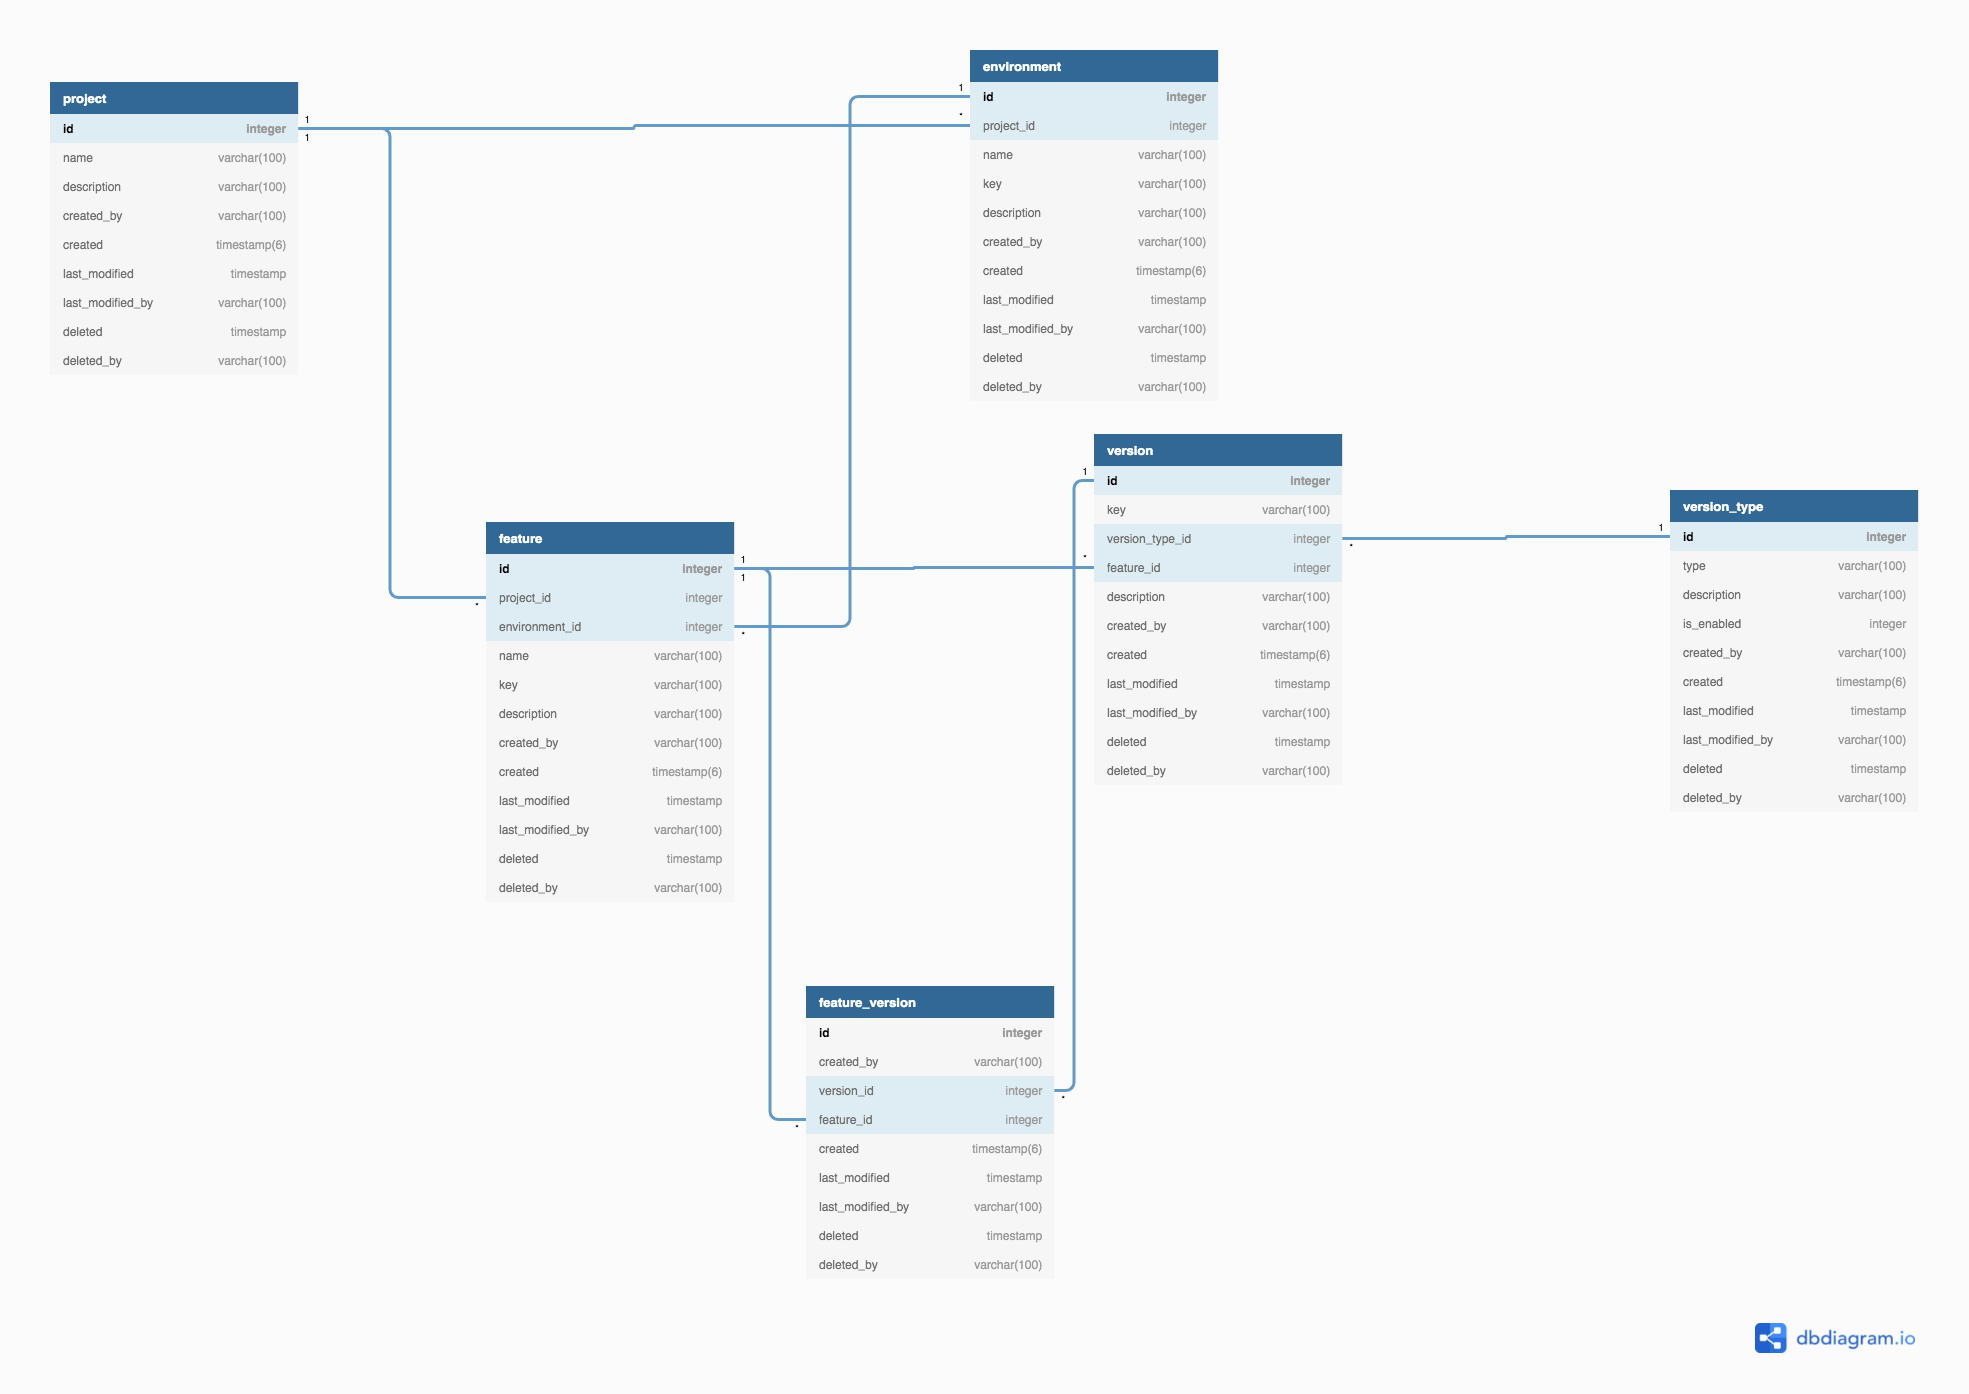 project
id integer
name varchar(100)
description varchar(100)
created_by varchar(100)
created timestamp(6)
last_modified timestamp
last_modified_by varchar(100)
deleted timestamp
deleted_by varchar(100)
1
1
environment
id integer
project_id integer
name varchar(100)
key varchar(100)
description varchar(100)
created_by varchar(100)
created timestamp(6)
last_modified timestamp
last_modified_by varchar(100)
deleted timestamp
deleted_by varchar(100)
1
*
feature
id integer
project_id integer
environment_id integer
name varchar(100)
key varchar(100)
description varchar(100)
created_by varchar(100)
created timestamp(6)
last_modified timestamp
last_modified_by varchar(100)
deleted timestamp
deleted_by varchar(100)
1
1
*
*
version
id integer
key varchar(100)
version_type_id integer
feature_id integer
description varchar(100)
created_by varchar(100)
created timestamp(6)
last_modified timestamp
last_modified_by varchar(100)
deleted timestamp
deleted_by varchar(100)
1
*
*
version_type
id integer
type varchar(100)
description varchar(100)
is_enabled integer
created_by varchar(100)
created timestamp(6)
last_modified timestamp
last_modified_by varchar(100)
deleted timestamp
deleted_by varchar(100)
1
feature_version
id integer
created_by varchar(100)
version_id integer
feature_id integer
created timestamp(6)
last_modified timestamp
last_modified_by varchar(100)
deleted timestamp
deleted_by varchar(100)
*
*
dbdiagram.io